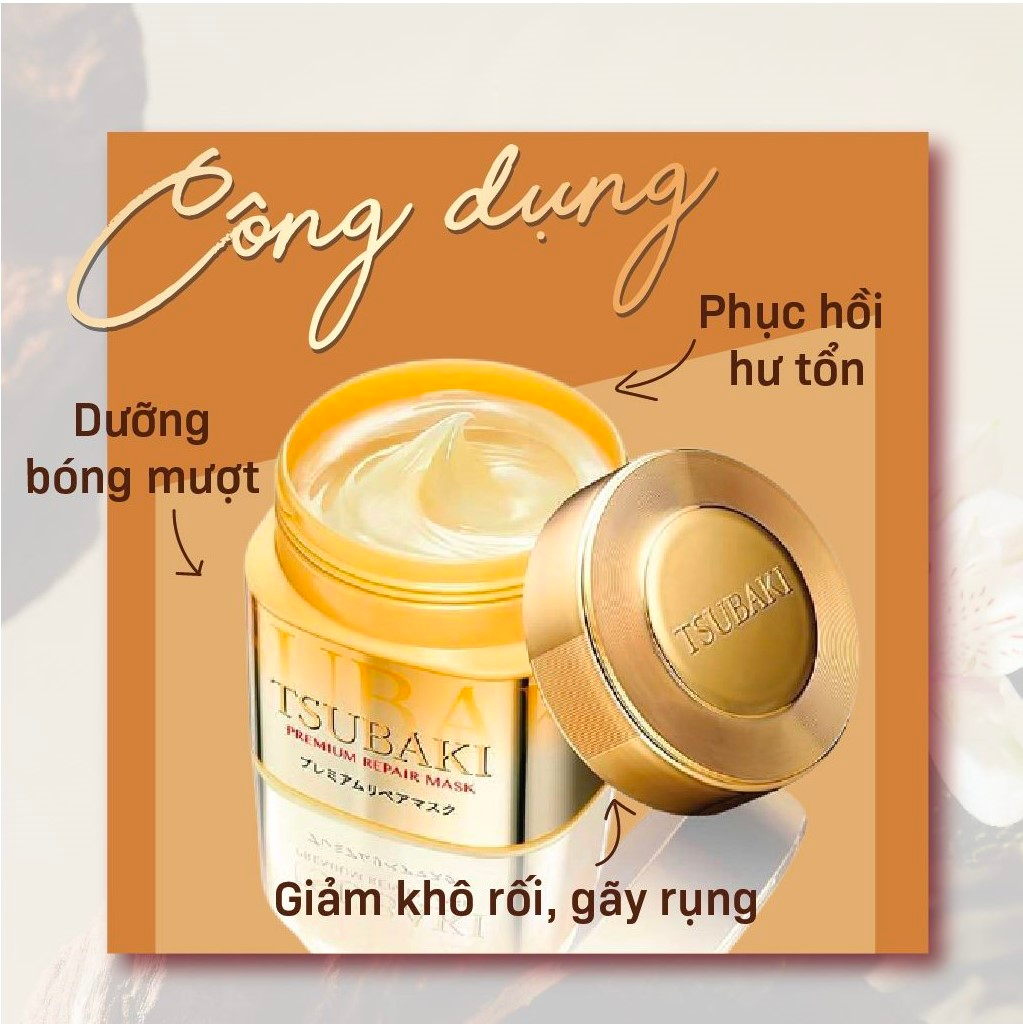 Công dụng
Phục hồi
hư tổn
Dưỡng
bóng mượt
TSUBAKI
TSUBAKI
PREMIUM REPAIR MASK
プレミアムリペアマスク
Giảm khô rối, gãy rụng